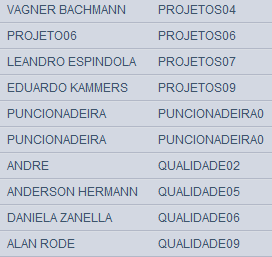 VAGNER BACHMANN PROJETOS04
PROJETO06 PROJETOS06
LEANDRO ESPINDOLA PROJETOS07
EDUARDO KAMMERS PROJETOS09
PUNCIONADEIRA PUNCIONADEIRA0
PUNCIONADEIRA PUNCIONADEIRA0
ANDRE QUALIDADE02
ANDERSON HERMANN QUALIDADE05
DANIELA ZANELLA QUALIDADE06
ALAN RODE QUALIDADE09